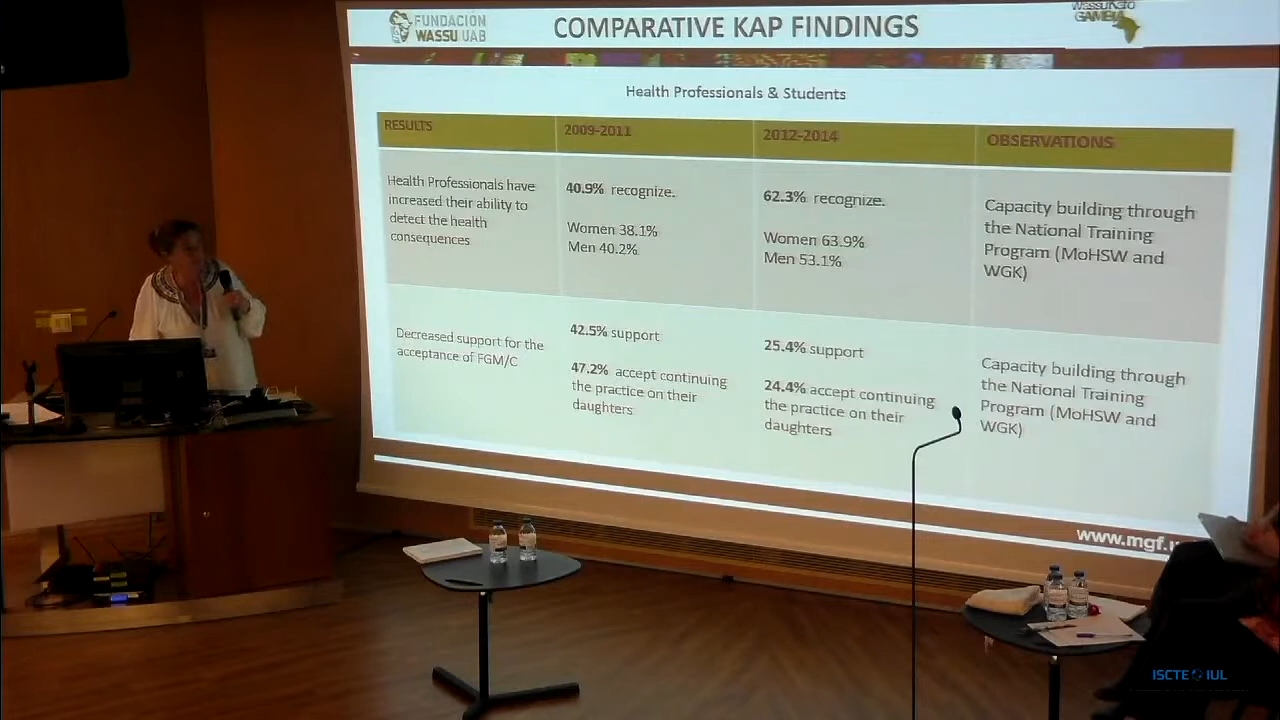 FUNDACIÓN
WASSU UAB
COMPARATIVE KAP FINDINGS
Wassu
GAMBIA
Health Professionals & Students
RESULTS
2009-2011
2012-2014
OBSERVATIONS
Health Professionals have
increased their ability to
detect the health
consequences
40.9% recognize.
Women 38.1%
Men 40.2%
62.3% recognize.
Women 63.9%
Men 53.1%
Capacity building through
the National Training
Program (MoHSW and
WGK)
Decreased support for the
acceptance of FGM/C
42.5% support
47.2% accept continuing
the practice on their
daughters
25.4% support
24.4% accept continuing
the practice on their
daughters
Capacity building through
the National Training
Program (MoHSW and
WGK)
www.mgf.
ISCTE IUL